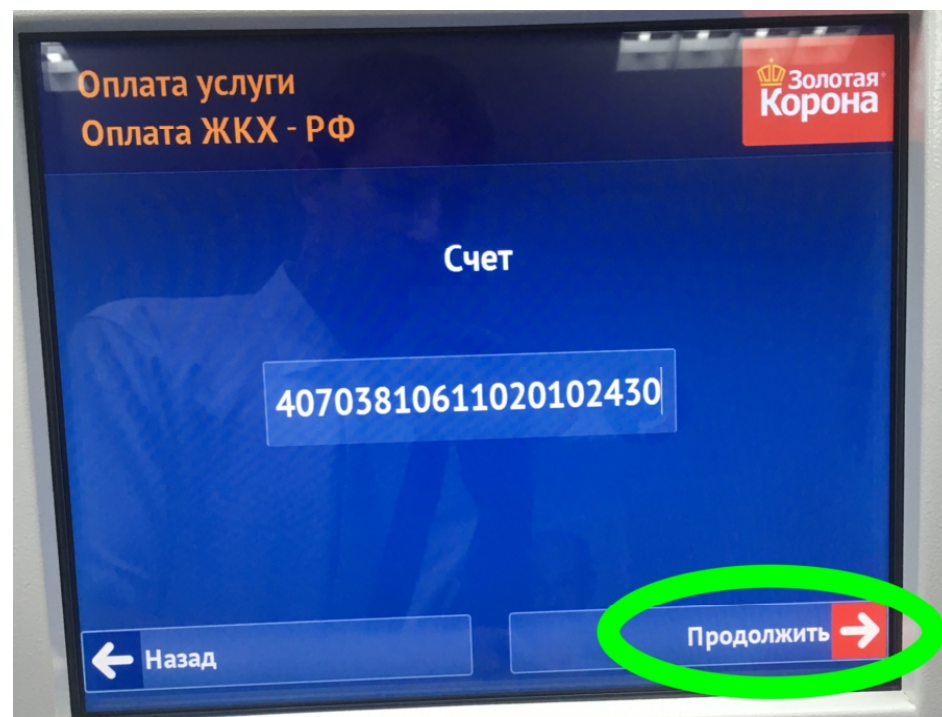 Оплата услуги
Оплата ЖКХ - РФ
Золотая
Корона
Счет
40703810611020102430
Назад
Продолжить